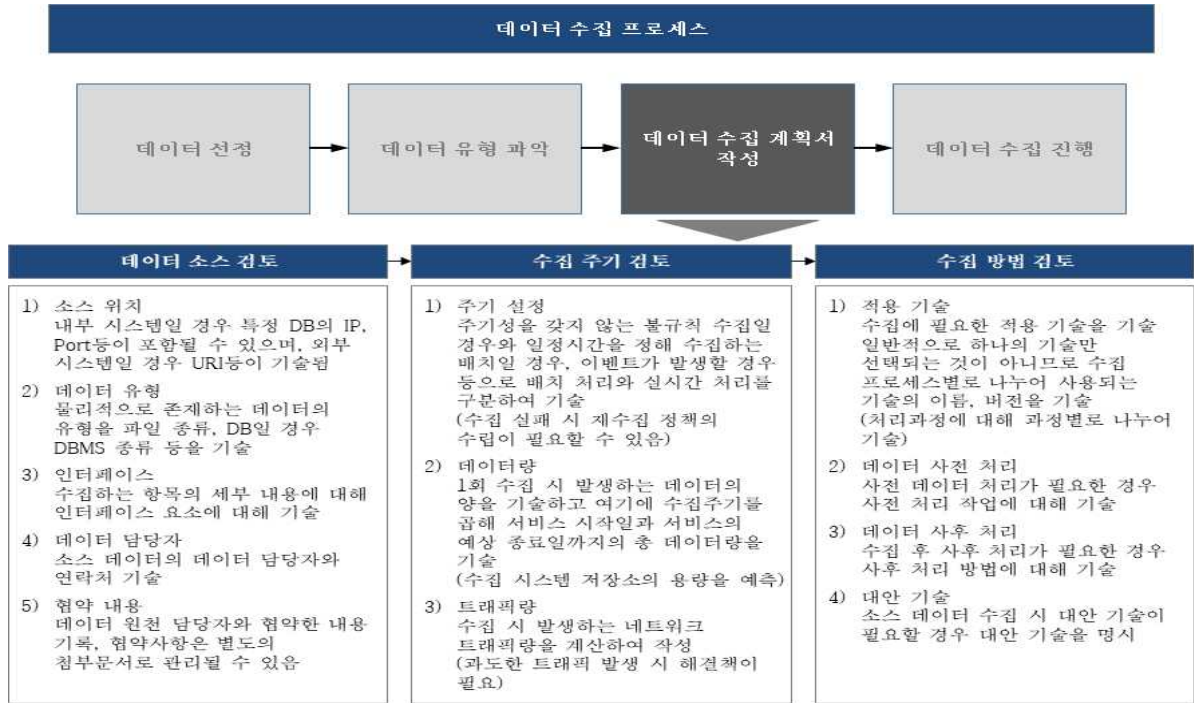 데이터 수집 프로세스
데이터 선정
데이터 유형 파악
데이터 수집 계획서
작성
데이터 수집 진행
데이터 소스 검토
1) 소스 위치
내부 시스템일 경우 특정 DB의 IP,
Port등이 포함될 수 있으며, 외부
시스템일 경우 URI등이 기술됨
2) 데이터 유형
물리적으로 존재하는 데이터의
유형을 파일 종류, DB일 경우
DBMS 종류 등을 기술
3) 인터페이스
수집하는 항목의 세부 내용에 대해
인터페이스 요소에 대해 기술
4) 데이터 담당자
소스 데이터의 데이터 담당자와
연락처 기술
5) 협약 내용
데이터 원천 담당자와 협약한 내용
기록, 협약사항은 별도의
첨부문서로 관리될 수 있음
수집 주기 검토
1) 주기 설정
주기성을 갖지 않는 불규칙 수집일
경우와 일정시간을 정해 수집하는
배치일 경우, 이벤트가 발생할 경우
등으로 배치 처리와 실시간 처리를
구분하여 기술
(수집 실패 시 재수집 정책의
수립이 필요할 수 있음)
2) 데이터량
1회 수집 시 발생하는 데이터의
양을 기술하고 여기에 수집주기를
곱해 서비스 시작일과 서비스의
예상 종료일까지의 총 데이터량을
기술
(수집 시스템 저장소의 용량을 예측)
3) 트래픽량
수집 시 발생하는 네트워크
트래픽량을 계산하여 작성
(과도한 트래픽 발생 시 해결책이
필요)
수집 방법 검토
1) 적용 기술
수집에 필요한 적용 기술을 기술
일반적으로 하나의 기술만
선택되는 것이 아니므로 수집
프로세스별로 나누어 사용되는
기술의 이름, 버전을 기술
(처리과정에 대해 과정별로 나누어
기술)
2) 데이터 사전 처리
사전 데이터 처리가 필요한 경우
사전 처리 작업에 대해 기술
3) 데이터 사후 처리
수집 후 사후 처리가 필요한 경우
사후 처리 방법에 대해 기술
4) 대안 기술
소스 데이터 수집 시 대안 기술이
필요할 경우 대안 기술을 명시